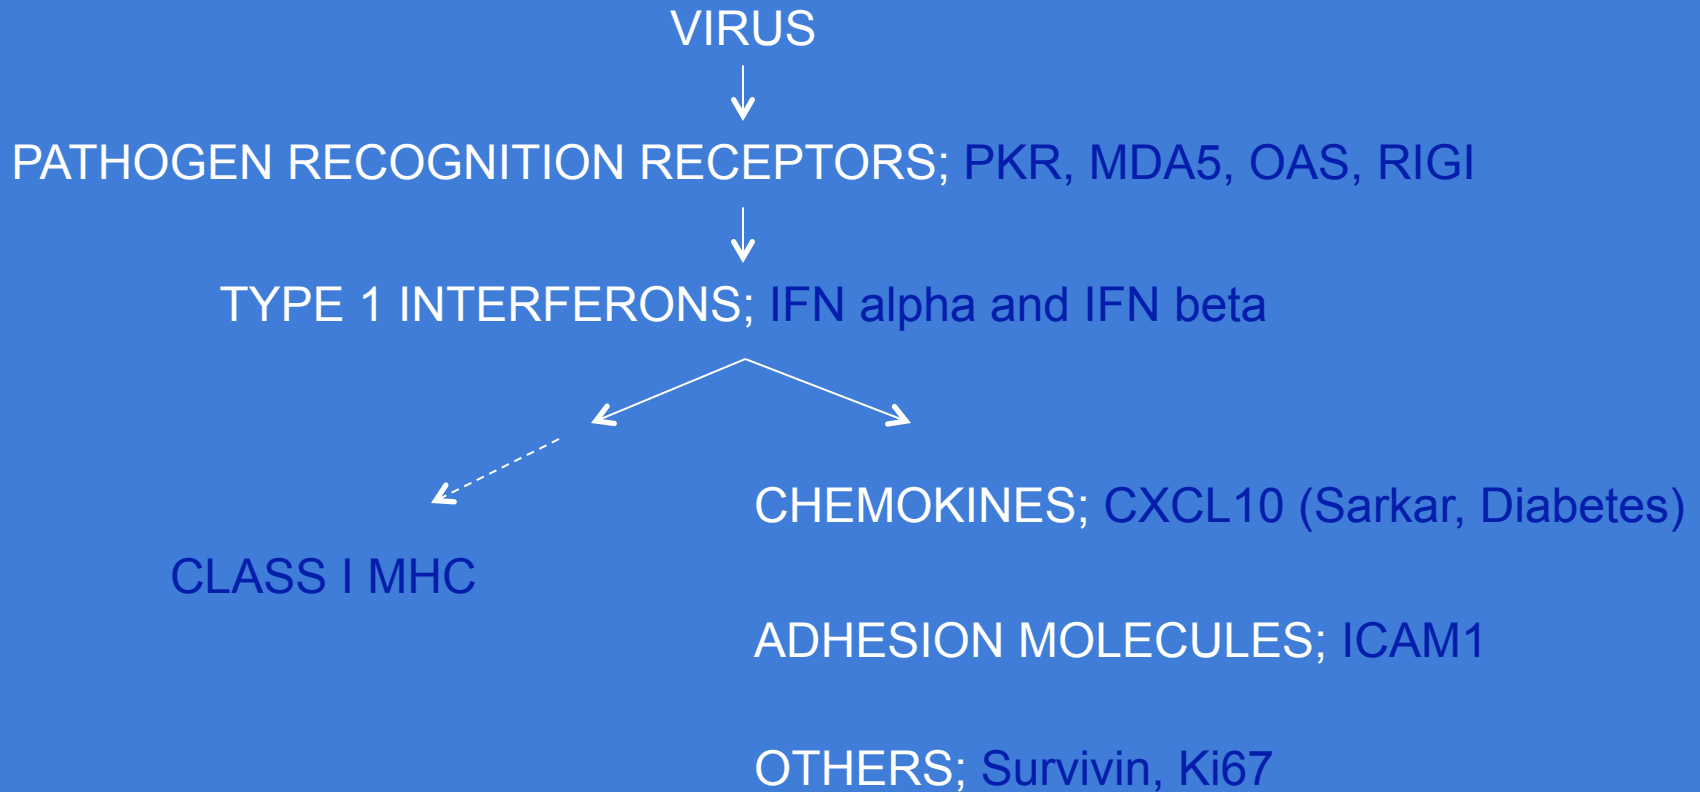 VIRUS
PATHOGEN RECOGNITION RECEPTORS; PKR, MDA5, OAS, RIGI
TYPE 1 INTERFERONS; IFN alpha and IFN beta
CHEMOKINES; CXCL10 (Sarkar, Diabetes)
CLASS I MHC
ADHESION MOLECULES; ICAM1
OTHERS; Survivin, Ki67